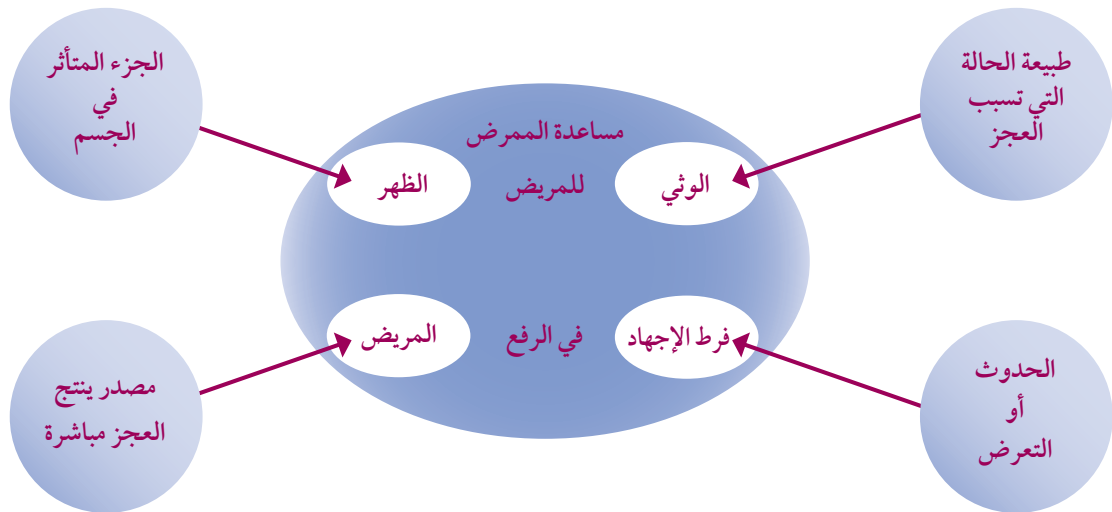 طبيعة الحالة
التي تسبب
العجز
الجزء المتأثر
في
الجسم
مساعدة الممرض
الوثي
للمريض
الظهر
فرط الإجهاد
في الرفع
المريض
الحدوث
أو
التعرض
مصدر ينتج
العجز مباشرة